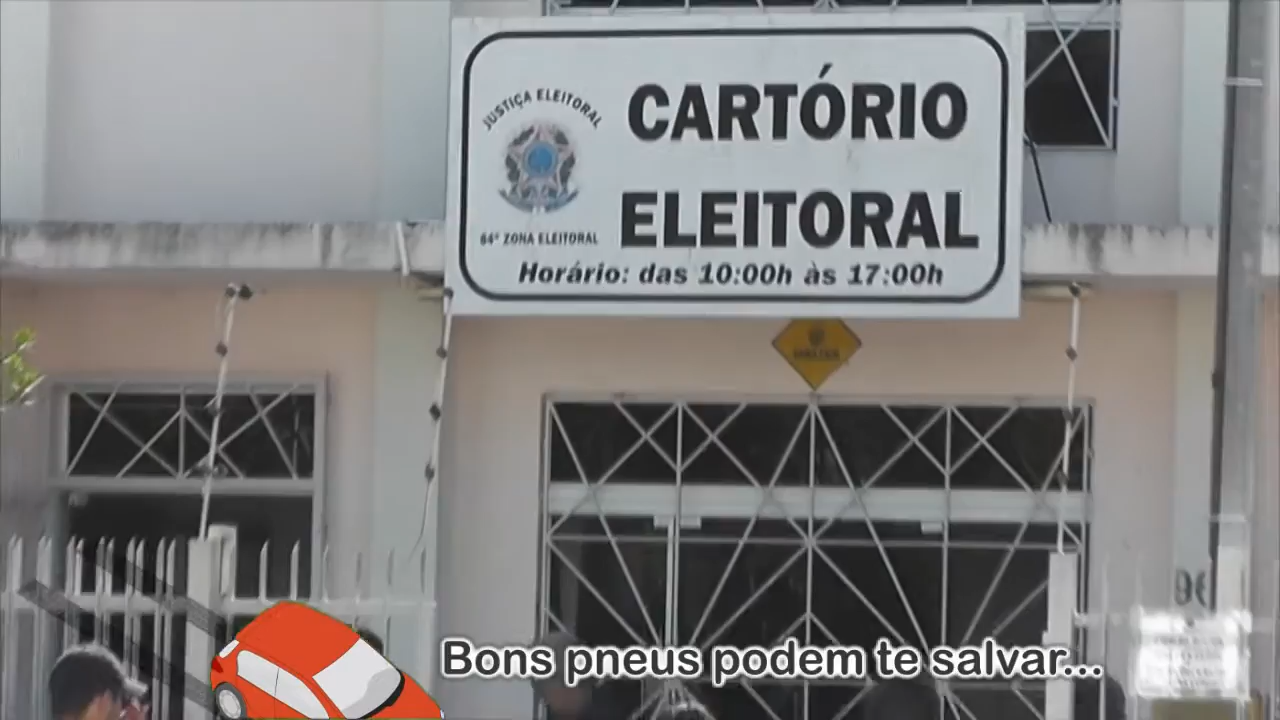 JUSTIÇA ELEITORAL
CARTÓRIO
ELEITORAL
64ª ZONA ELEITORAL
Horário: das 10:00h às 17:00h
96
Bons pneus podem te salvar...